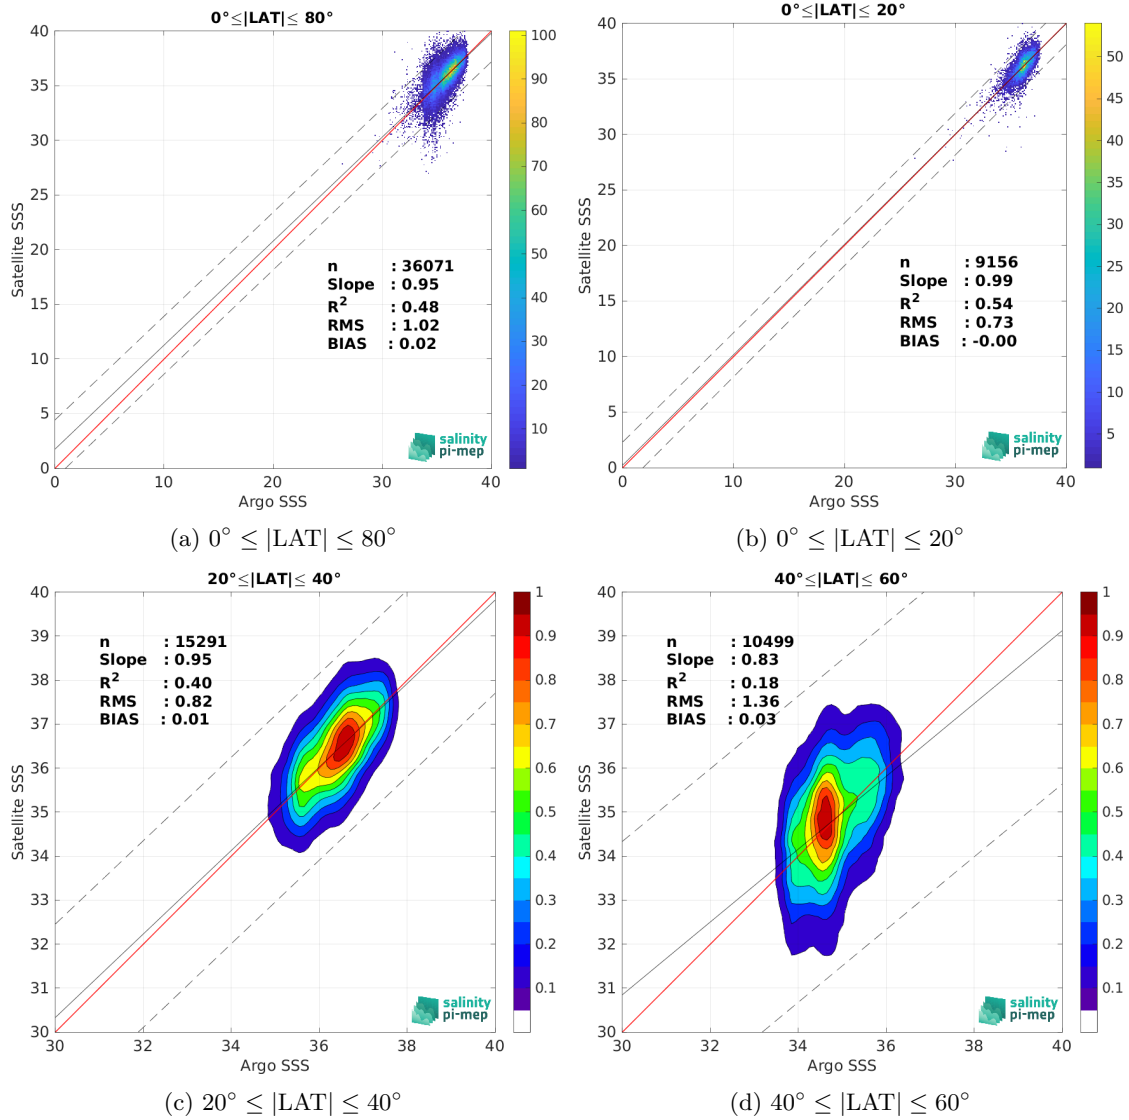 0°≤|LAT|≤ 80°
40
35
30
25
20
15
10
5
0
Satellite SSS
n : 36071
Slope : 0.95
R² : 0.48
RMS : 1.02
BIAS : 0.02
salinity
pi-mep
0 10 20 30 40
Argo SSS
100
90
80
70
60
50
40
30
20
10
(a) 0° ≤ |LAT| ≤ 80°
0°≤|LAT|≤ 20°
40
35
30
25
20
15
10
5
0
Satellite SSS
n : 9156
Slope : 0.99
R² : 0.54
RMS : 0.73
BIAS : -0.00
salinity
pi-mep
0 10 20 30 40
Argo SSS
50
45
40
35
30
25
20
15
10
5
(b) 0° ≤ |LAT| ≤ 20°
20°≤|LAT|≤ 40°
40
39
38
37
36
35
34
33
32
31
30
Satellite SSS
n : 15291
Slope : 0.95
R² : 0.40
RMS : 0.82
BIAS : 0.01
salinity
pi-mep
30 32 34 36 38 40
Argo SSS
1
0.9
0.8
0.7
0.6
0.5
0.4
0.3
0.2
0.1
(c) 20° ≤ |LAT| ≤ 40°
40°≤|LAT|≤ 60°
40
39
38
37
36
35
34
33
32
31
30
Satellite SSS
n : 10499
Slope : 0.83
R² : 0.18
RMS : 1.36
BIAS : 0.03
salinity
pi-mep
30 32 34 36 38 40
Argo SSS
1
0.9
0.8
0.7
0.6
0.5
0.4
0.3
0.2
0.1
(d) 40° ≤ |LAT| ≤ 60°